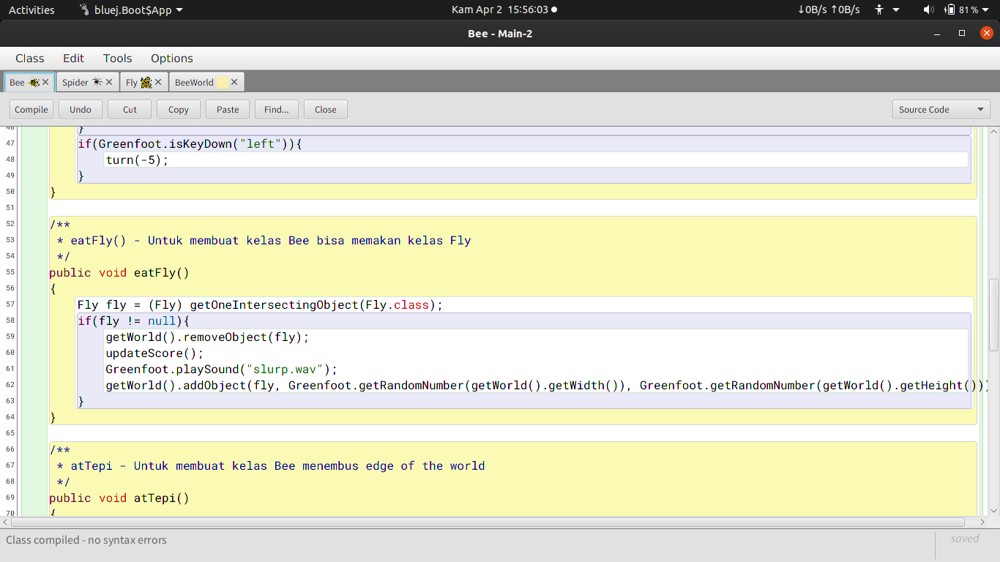 Activities bluej.Boot$App Kam Apr 2 15:56:03 ↓0B/s ↑0B/s 81%
Bee - Main-2
Class Edit Tools Options
Bee Spider Fly BeeWorld
Compile Undo Cut Copy Paste Find... Close Source Code
46 }
47 if(Greenfoot.isKeyDown("left")){
48 turn(-5);
49 }
50 }
51
52 /**
53 * eatFly() - Untuk membuat kelas Bee bisa memakan kelas Fly
54 */
55 public void eatFly()
56 {
57 Fly fly = (Fly) getOneIntersectingObject(Fly.class);
58 if(fly != null){
59 getWorld().removeObject(fly);
60 updateScore();
61 Greenfoot.playSound("slurp.wav");
62 getWorld().addObject(fly, Greenfoot.getRandomNumber(getWorld().getWidth()), Greenfoot.getRandomNumber(getWorld().getHeight()))
63 }
64 }
65
66 /**
67 * atTepi - Untuk membuat kelas Bee menembus edge of the world
68 */
69 public void atTepi()
70 {
Class compiled - no syntax errors saved